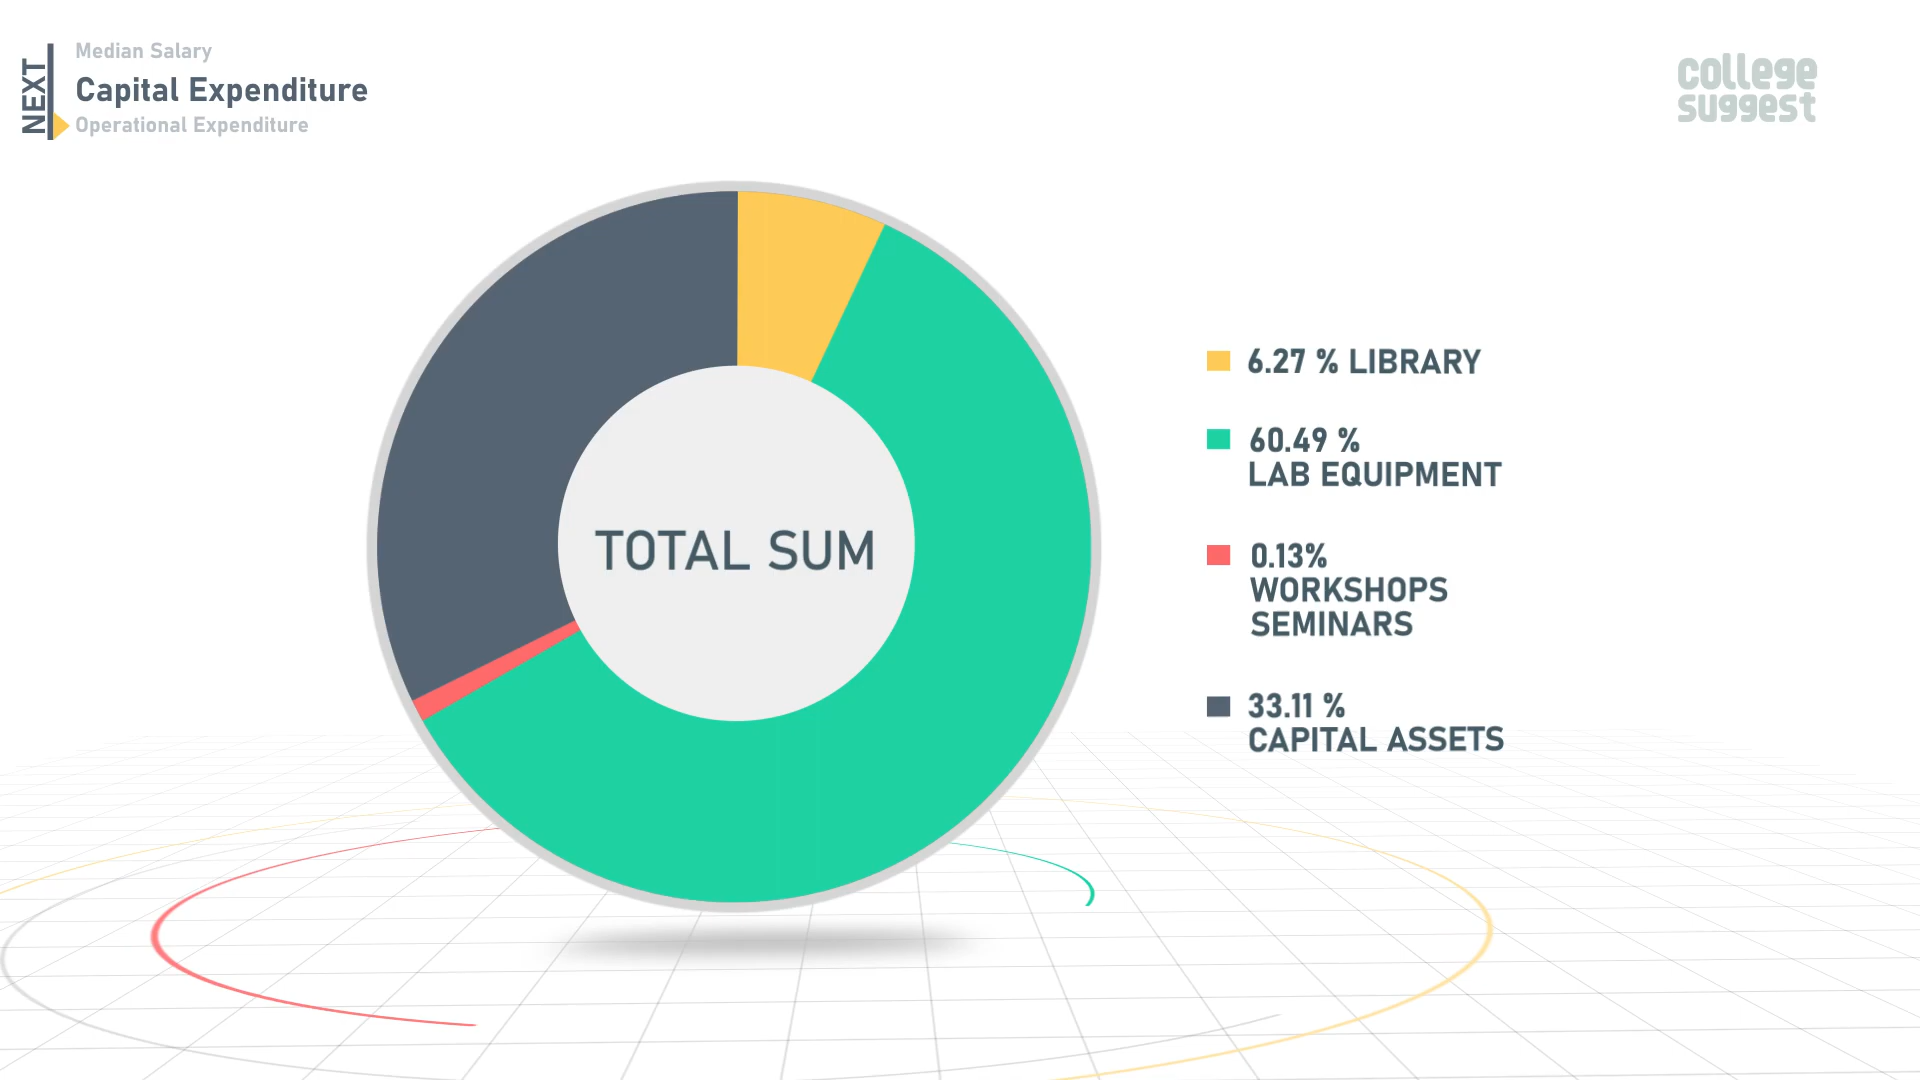 NEXT
Median Salary
Capital Expenditure
Operational Expenditure
college
suggest
TOTAL SUM
6.27 % LIBRARY
60.49 %
LAB EQUIPMENT
0.13%
WORKSHOPS
SEMINARS
33.11 %
CAPITAL ASSETS